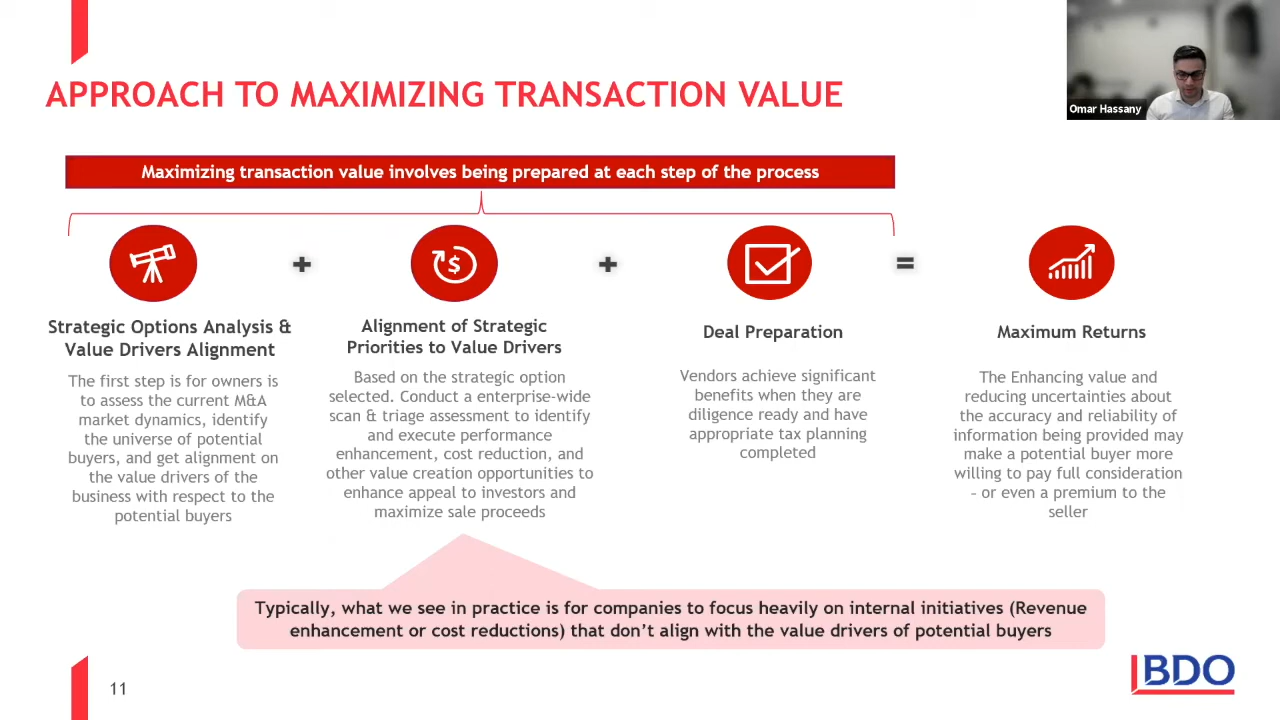 APPROACH TO MAXIMIZING TRANSACTION VALUE
Omar Hassany
Maximizing transaction value involves being prepared at each step of the process
+
+
=
Strategic Options Analysis &
Value Drivers Alignment
The first step is for owners is
to assess the current M&A
market dynamics, identify
the universe of potential
buyers, and get alignment on
the value drivers of the
business with respect to the
potential buyers
$
Alignment of Strategic
Priorities to Value Drivers
Based on the strategic option
selected. Conduct a enterprise-wide
scan & triage assessment to identify
and execute performance
enhancement, cost reduction, and
other value creation opportunities to
enhance appeal to investors and
maximize sale proceeds
Deal Preparation
Vendors achieve significant
benefits when they are
diligence ready and have
appropriate tax planning
completed
Maximum Returns
The Enhancing value and
reducing uncertainties about
the accuracy and reliability of
information being provided may
make a potential buyer more
willing to pay full consideration
– or even a premium to the
seller
Typically, what we see in practice is for companies to focus heavily on internal initiatives (Revenue
enhancement or cost reductions) that don’t align with the value drivers of potential buyers
11
BDO